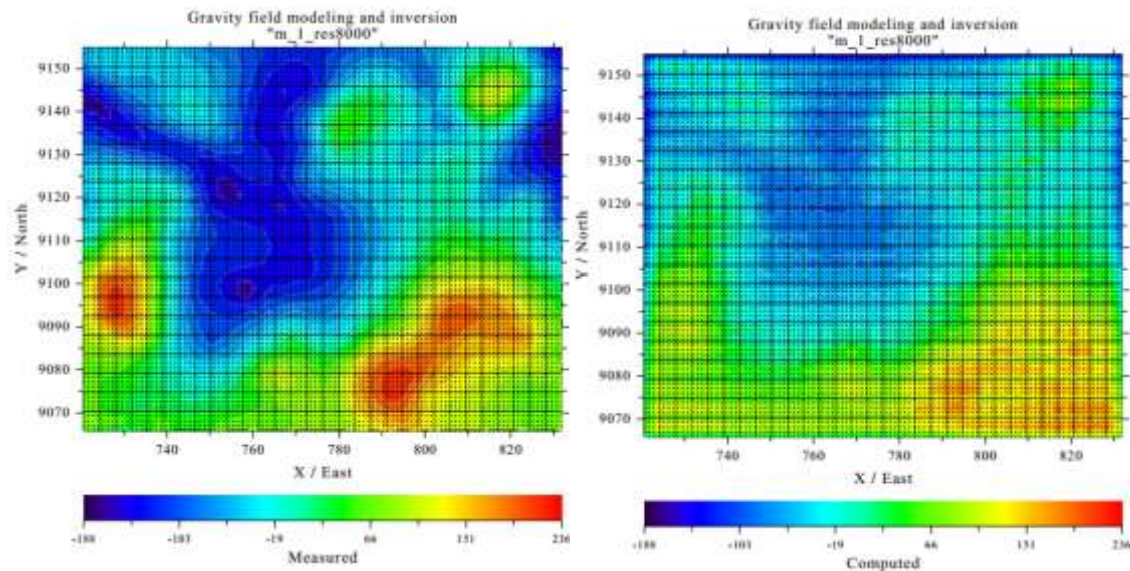 Gravity field modeling and inversion
"m_1_res8000"
9150
9140
9130
9120
9110
9100
9090
9080
9070
Y / North
740 760 780 800 820
X / East
-188 -103 -19 66 151 236
Measured
Gravity field modeling and inversion
"m_1_res8000"
9150
9140
9130
9120
9110
9100
9090
9080
9070
Y / North
740 760 780 800 820
X / East
-188 -103 -19 66 151 236
Computed